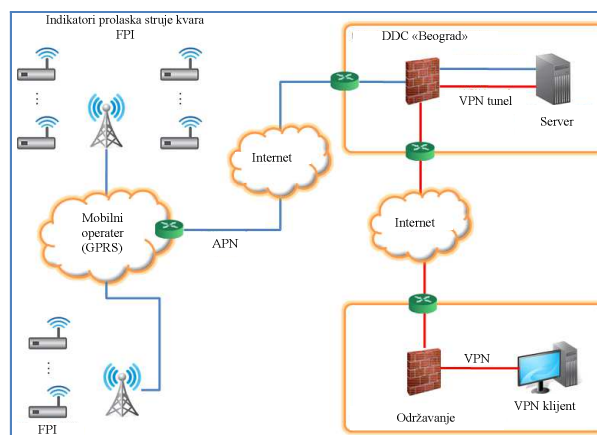 Indikatori prolaska struje kvara
FPI
DDC «Beograd»
VPN tunel
Server
Internet
Mobilni
operater
(GPRS)
APN
Internet
VPN
Održavanje
VPN klijent
FPI